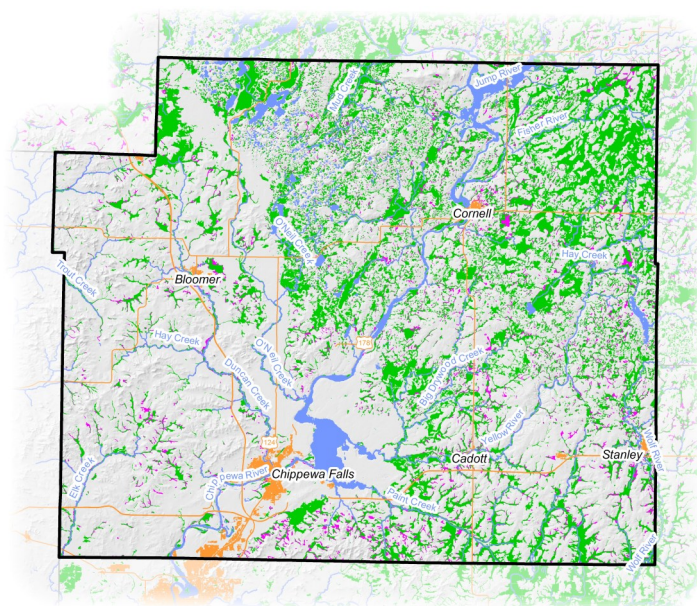 Jump River
Mud Creek
Fisher River
Cornell
O'Neil Creek
Hay Creek
Trout Creek
Bloomer
Hay Creek
O'Neil Creek
178
Duncan Creek
Big Drywood Creek
Yellow River
124
Wolf River
Elk Creek
Chippewa River
Chippewa Falls
Cadott
Stanley
Paint Creek
Wolf River